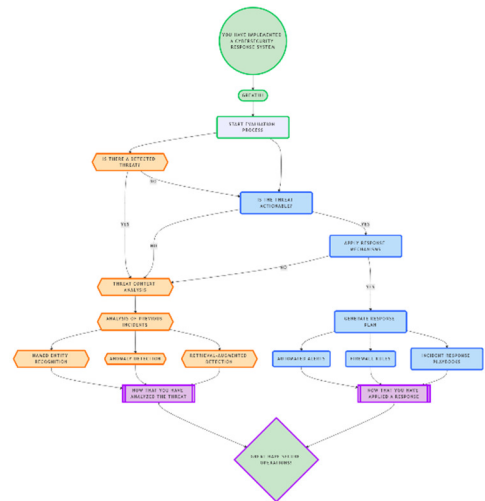 YOU HAVE IMPLEMENTED
A CYBERSECURITY
RESPONSE SYSTEM
GREAT!!!
START EVALUATION
PROCESS
IS THERE A DETECTED
THREAT?
NO
IS THE THREAT
ACTIONABLE?
YES
YES
NO
APPLY RESPONSE
MECHANISMS
NO
THREAT CONTEXT
ANALYSIS
YES
ANALYSIS OF PREVIOUS
INCIDENTS
GENERATE RESPONSE
PLAN
NAMED ENTITY
RECOGNITION
ANOMALY DETECTION
RETRIEVAL-AUGMENTED
DETECTION
AUTOMATED ALERTS
FIREWALL RULES
INCIDENT RESPONSE
PLAYBOOKS
NOW THAT YOU HAVE
ANALYZED THE THREAT
NOW THAT YOU HAVE
APPLIED A RESPONSE
OPERATIONS!